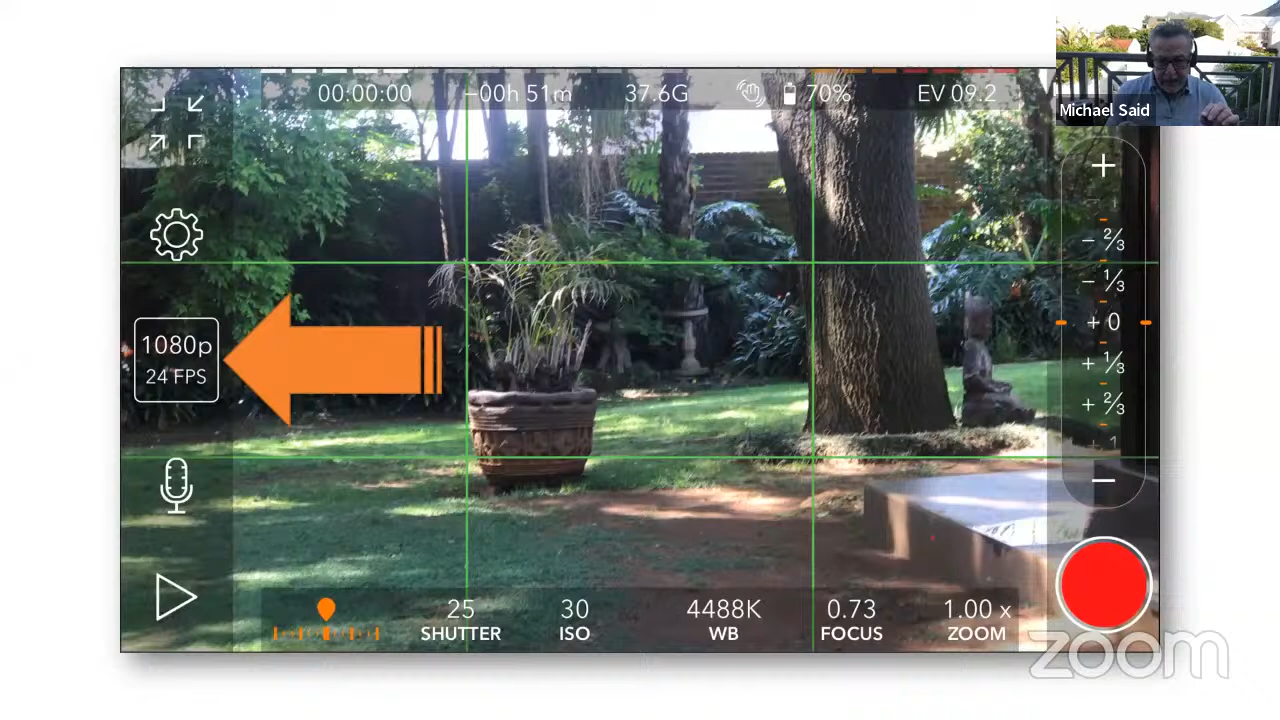 00:00:00 −00h 51m 37.6G 70% EV 09.2
Michael Said
+
− 2/3
− 1/3
1080p
24 FPS
+ 0
+ 1/3
+ 2/3
+ 1
−
25 30 4488K 0.73 1.00 x
SHUTTER ISO WB FOCUS ZOOM
zoom